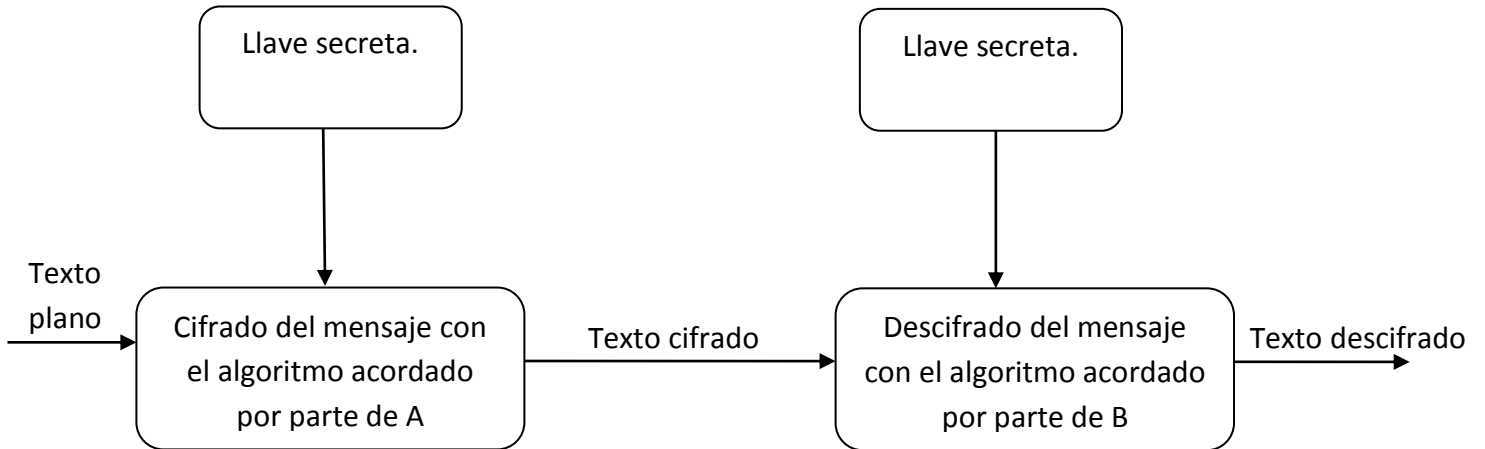 Llave secreta.
Llave secreta.
Texto
plano
Cifrado del mensaje con
el algoritmo acordado
por parte de A
Texto cifrado
Descifrado del mensaje
con el algoritmo acordado
por parte de B
Texto descifrado